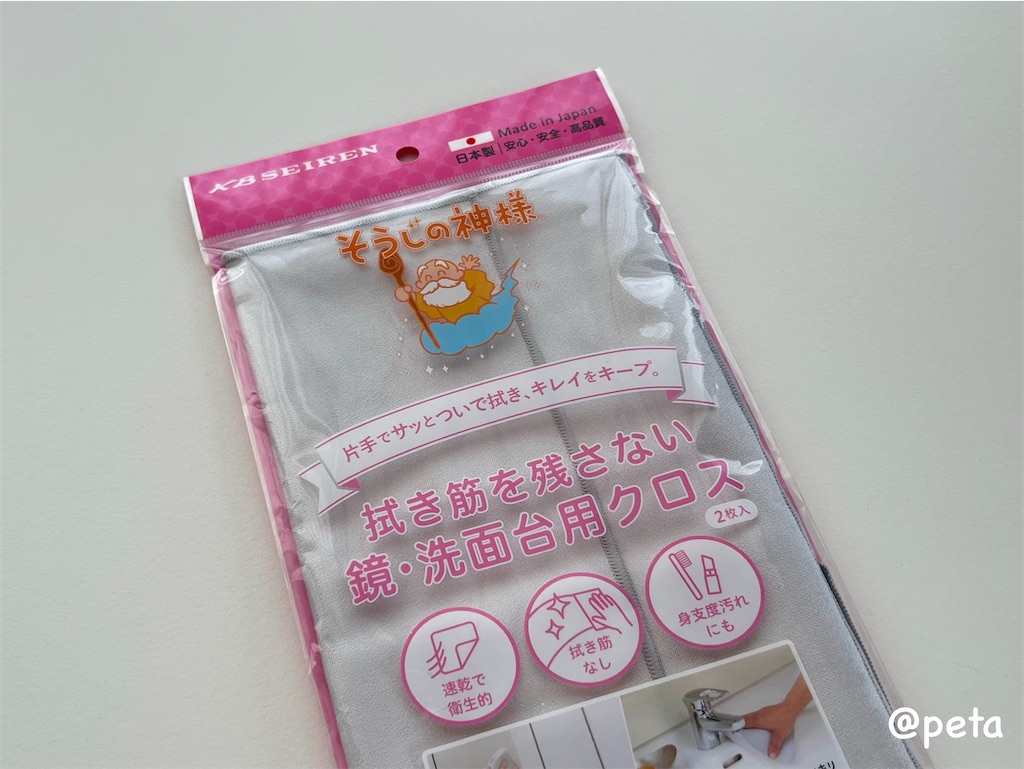 KB SEIREN
Made in Japan
日本製 安心・安全・高品質
そうじの神様
片手でサッとついで拭き、キレイをキープ。
拭き筋を残さない
鏡・洗面台用クロス
2枚入
速乾で
衛生的
拭き筋
なし
身支度汚れ
にも
@peta